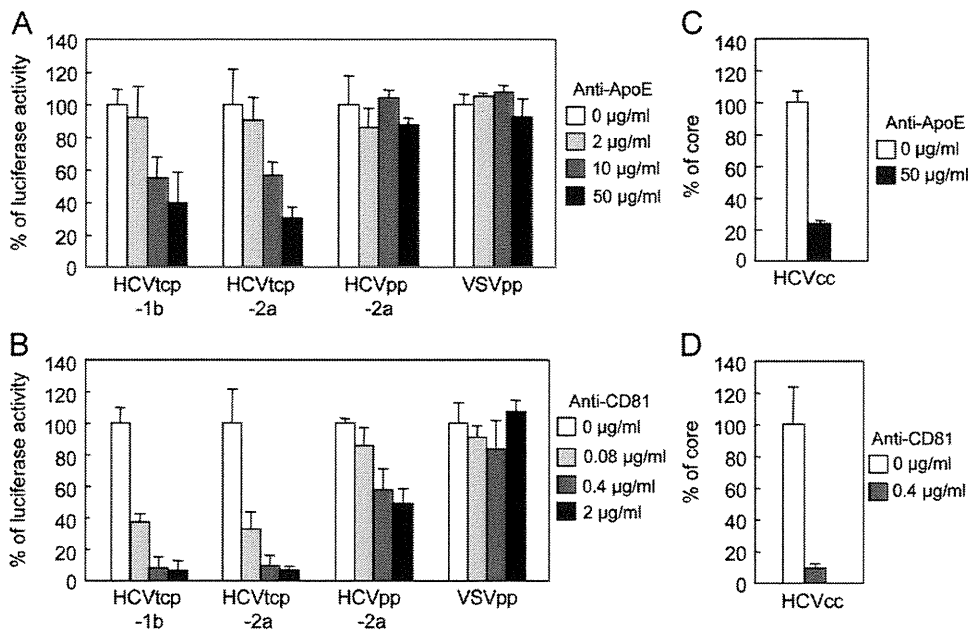 A
% of luciferase activity
140
120
100
80
60
40
20
0
HCVtcp
-1b
HCVtcp
-2a
HCVpp
-2a
VSVpp
Anti-ApoE
0 µg/ml
2 µg/ml
10 µg/ml
50 µg/ml
C
% of core
140
120
100
80
60
40
20
0
HCVcc
Anti-ApoE
0 µg/ml
50 µg/ml
B
% of luciferase activity
140
120
100
80
60
40
20
0
HCVtcp
-1b
HCVtcp
-2a
HCVpp
-2a
VSVpp
Anti-CD81
0 µg/ml
0.08 µg/ml
0.4 µg/ml
2 µg/ml
D
% of core
140
120
100
80
60
40
20
0
HCVcc
Anti-CD81
0 µg/ml
0.4 µg/ml